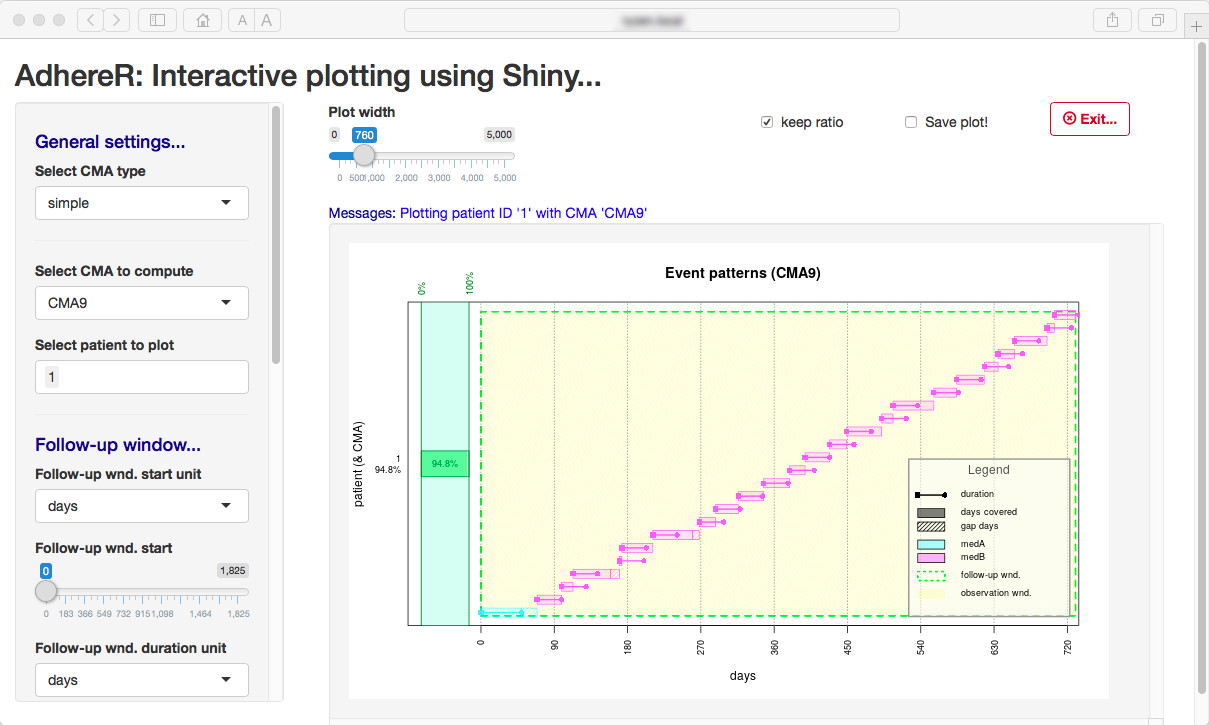 A A
AdhereR: Interactive plotting using Shiny...
General settings...
Select CMA type
simple
Select CMA to compute
CMA9
Select patient to plot
1
Follow-up window...
Follow-up wnd. start unit
days
Follow-up wnd. start
0 1,825
0 183 366 549 732 915 1,098 1,464 1,825
Follow-up wnd. duration unit
days
Plot width
0 760 5,000
0 500 1,000 2,000 3,000 4,000 5,000
keep ratio
Save plot!
Exit...
Messages: Plotting patient ID '1' with CMA 'CMA9'
Event patterns (CMA9)
0% 100%
patient (& CMA)
1
94.8%
94.8%
Legend
duration
days covered
gap days
medA
medB
follow-up wnd.
observation wnd.
0 90 180 270 360 450 540 630 720
days